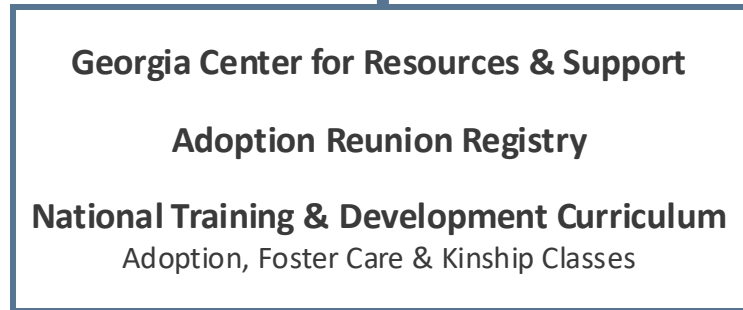 Georgia Center for Resources & Support
Adoption Reunion Registry
National Training & Development Curriculum
Adoption, Foster Care & Kinship Classes